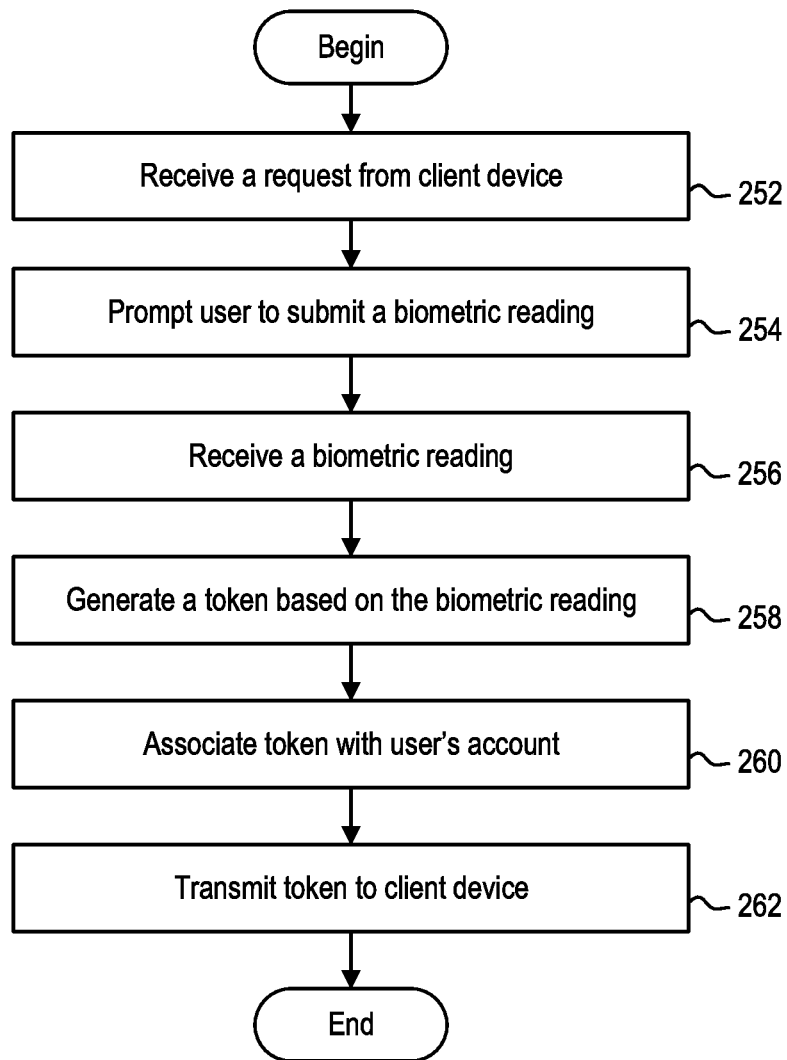 Begin
Receive a request from client device
252
Prompt user to submit a biometric reading
254
Receive a biometric reading
256
Generate a token based on the biometric reading
258
Associate token with user’s account
260
Transmit token to client device
262
End